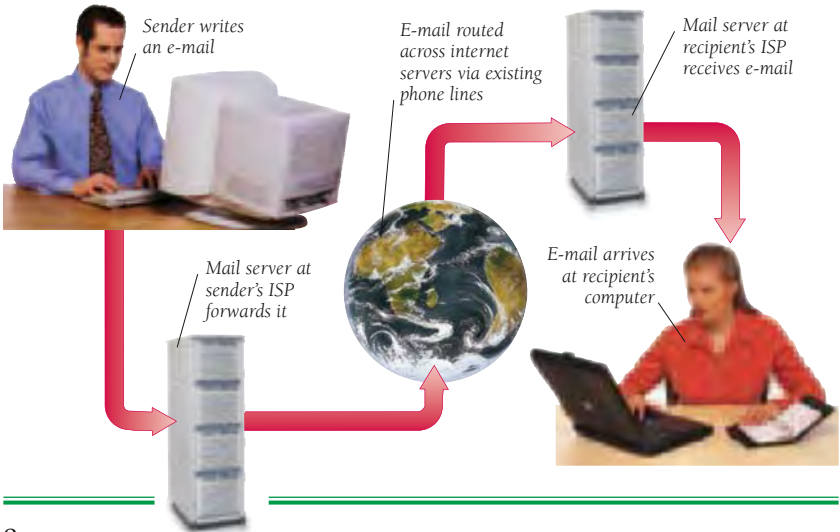 Sender writes
an e-mail
Mail server at
sender's ISP
forwards it
E-mail routed
across internet
servers via existing
phone lines
Mail server at
recipient's ISP
receives e-mail
E-mail arrives
at recipient's
computer